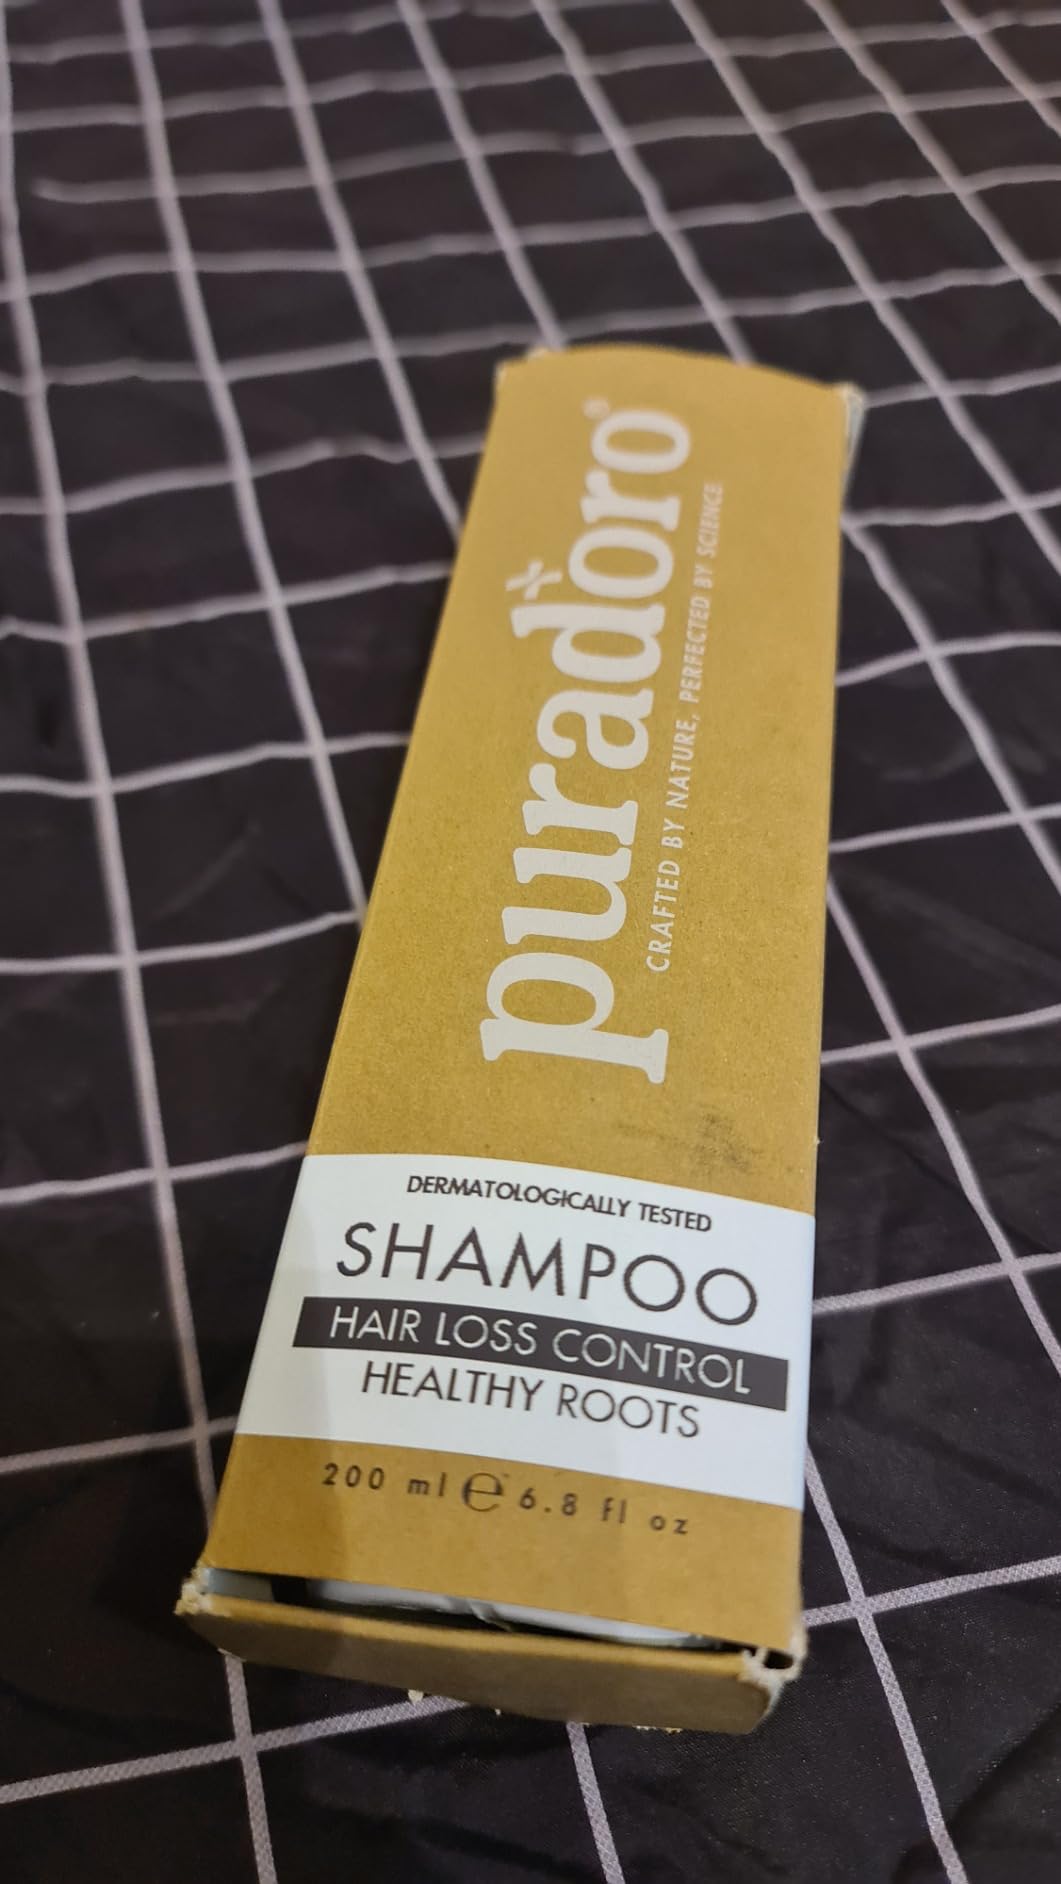 puradoro®
CRAFTED BY NATURE, PERFECTED BY SCIENCE
DERMATOLOGICALLY TESTED
SHAMPOO
HAIR LOSS CONTROL
HEALTHY ROOTS
200 ml ℮ 6.8 fl oz